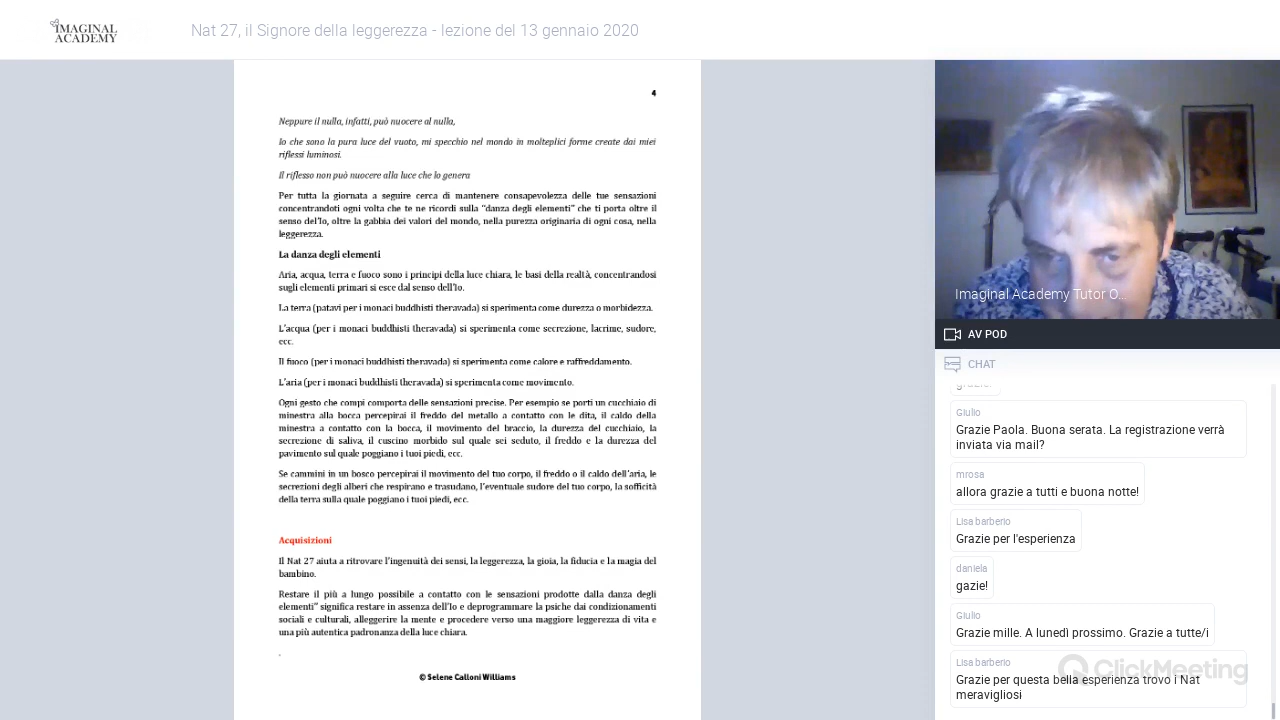 IMAGINAL
ACADEMY
Nat 27, il Signore della leggerezza - lezione del 13 gennaio 2020
4
Neppure il nulla, infatti, può nuocere al nulla,
Io che sono la pura luce del vuoto, mi specchio nel mondo in molteplici forme create dai miei
riflessi luminosi.
Il riflesso non può nuocere alla luce che lo genera
Per tutta la giornata a seguire cerca di mantenere consapevolezza delle tue sensazioni
concentrandoti ogni volta che te ne ricordi sulla “danza degli elementi” che ti porta oltre il
senso del’Io, oltre la gabbia dei valori del mondo, nella purezza originaria di ogni cosa, nella
leggerezza.
La danza degli elementi
Aria, acqua, terra e fuoco sono i principi della luce chiara, le basi della realtà, concentrandosi
sugli elementi primari si esce dal senso dell’Io.
La terra (patavi per i monaci buddhisti theravada) si sperimenta come durezza o morbidezza.
L’acqua (per i monaci buddhisti theravada) si sperimenta come secrezione, lacrime, sudore,
ecc.
Il fuoco (per i monaci buddhisti theravada) si sperimenta come calore e raffreddamento.
L’aria (per i monaci buddhisti theravada) si sperimenta come movimento.
Ogni gesto che compi comporta delle sensazioni precise. Per esempio se porti un cucchiaio di
minestra alla bocca percepirai il freddo del metallo a contatto con le dita, il caldo della
minestra a contatto con la bocca, il movimento del braccio, la durezza del cucchiaio, la
secrezione di saliva, il cuscino morbido sul quale sei seduto, il freddo e la durezza del
pavimento sul quale poggiano i tuoi piedi, ecc.
Se cammini in un bosco percepirai il movimento del tuo corpo, il freddo o il caldo dell’aria, le
secrezioni degli alberi che respirano e trasudano, l’eventuale sudore del tuo corpo, la sofficità
della terra sulla quale poggiano i tuoi piedi, ecc.
Acquisizioni
Il Nat 27 aiuta a ritrovare l’ingenuità dei sensi, la leggerezza, la gioia, la fiducia e la magia del
bambino.
Restare il più a lungo possibile a contatto con le sensazioni prodotte dalla danza degli
elementi” significa restare in assenza dell’Io e deprogrammare la psiche dai condizionamenti
sociali e culturali, alleggerire la mente e procedere verso una maggiore leggerezza di vita e
una più autentica padronanza della luce chiara.
.
© Selene Calloni Williams
Imaginal Academy Tutor O...
AV POD
CHAT
grazie!
Giulio
Grazie Paola. Buona serata. La registrazione verrà
inviata via mail?
mrosa
allora grazie a tutti e buona notte!
Lisa barberio
Grazie per l'esperienza
daniela
gazie!
Giulio
Grazie mille. A lunedì prossimo. Grazie a tutte/i
Lisa barberio
Grazie per questa bella esperienza trovo i Nat
meravigliosi
ClickMeeting